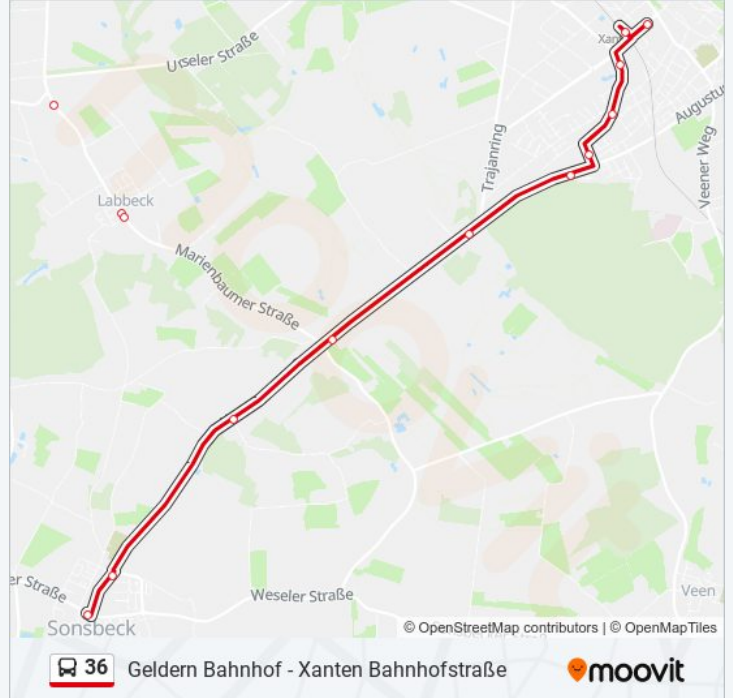 Urseler Straße
Xan
Augustus
Trajanring
Veener Weg
Labbeck
Marienbaumer Straße
er Straße
Weseler Straße
Veen
Sonsbeck
© OpenStreetMap contributors | © OpenMapTiles
36 Geldern Bahnhof - Xanten Bahnhofstraße
moovit